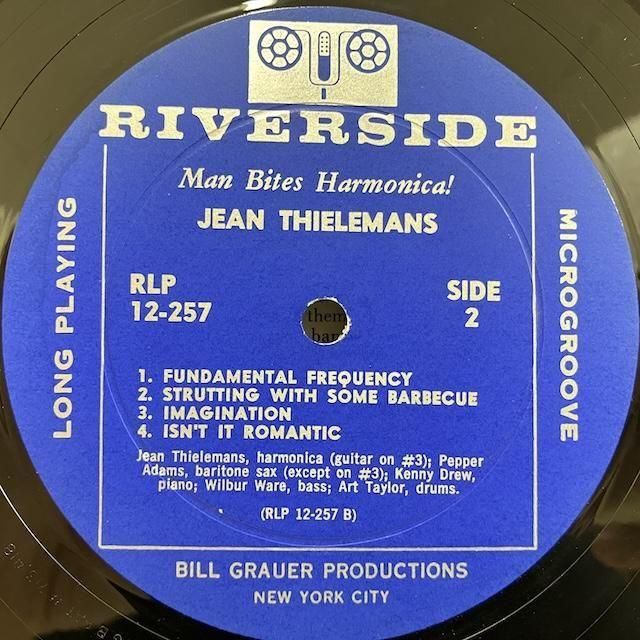 RIVERSIDE
Man Bites Harmonica!
JEAN THIELEMANS
LONG PLAYING
MICROGROOVE
RLP
12-257
SIDE
2
them
bar
1. FUNDAMENTAL FREQUENCY
2. STRUTTING WITH SOME BARBECUE
3. IMAGINATION
4. ISN'T IT ROMANTIC
Jean Thielemans, harmonica (guitar on #3); Pepper
Adams, baritone sax (except on #3); Kenny Drew,
piano; Wilbur Ware, bass; Art Taylor, drums.
(RLP 12-257 B)
BILL GRAUER PRODUCTIONS
NEW YORK CITY